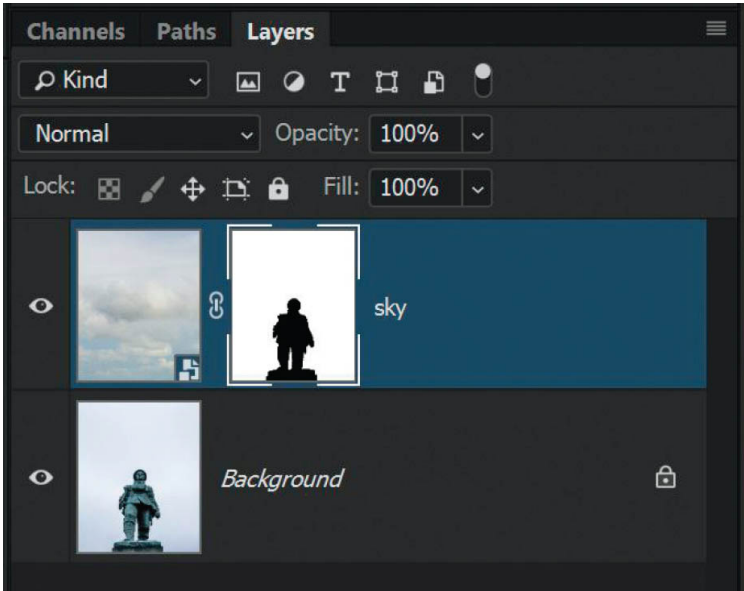 Channels Paths Layers
Kind T
Normal Opacity: 100%
Lock: Fill: 100%
sky
Background